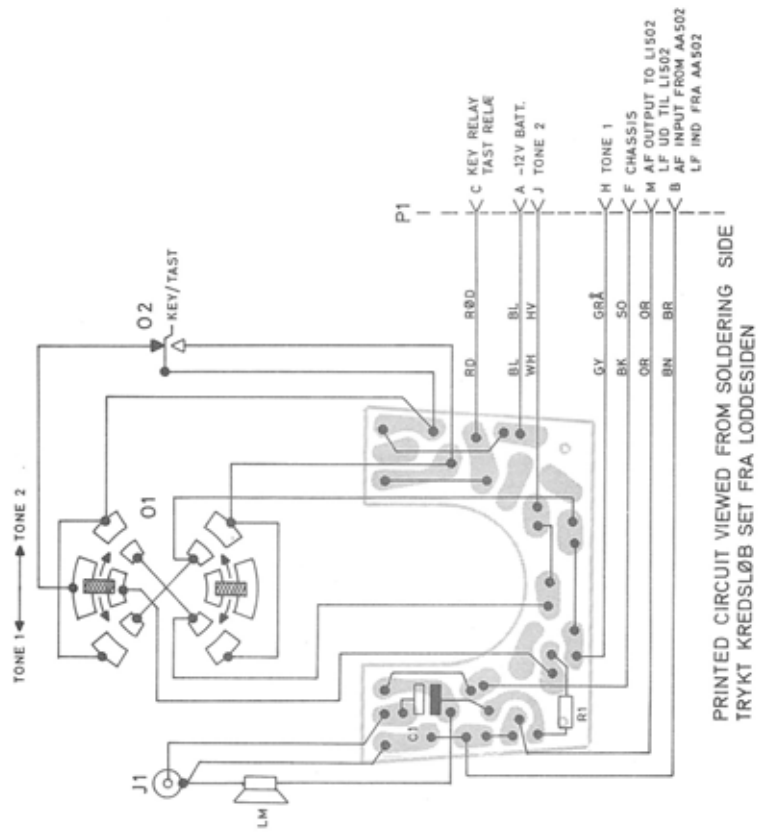 TONE 1 TONE 2
O1
O2
KEY/TAST
J1
LM
C1
R1
P1
RD RØD C KEY RELAY
TAST RELÆ
BL BL A -12V BATT.
WH HV J TONE 2
GY GRÅ H TONE 1
BK SO F CHASSIS
OR OR M AF OUTPUT TO LI502
LF UD TIL LI502
BN BR B AF INPUT FROM AA502
LF IND FRA AA502
PRINTED CIRCUIT VIEWED FROM SOLDERING SIDE
TRYKT KREDSLØB SET FRA LODDESIDEN